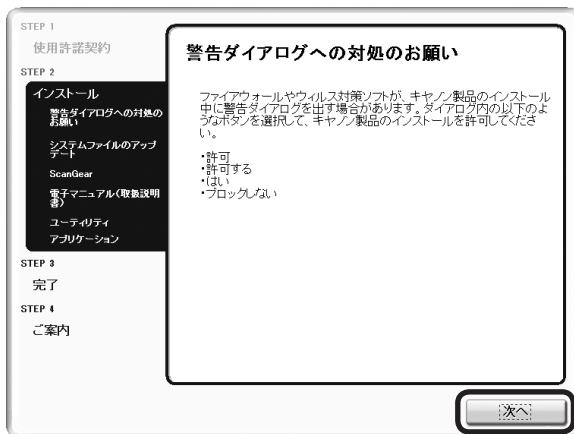 STEP 1
使用許諾契約
STEP 2
インストール
警告ダイアログへの対処の
お願い
システムファイルのアップ
デート
ScanGear
電子マニュアル(取扱説明
書)
ユーティリティ
アプリケーション
STEP 3
完了
STEP 4
ご案内
警告ダイアログへの対処のお願い
ファイアウォールやウィルス対策ソフトが、キヤノン製品のインストール
中に警告ダイアログを出す場合があります。ダイアログ内の以下のよ
うなボタンを選択して、キヤノン製品のインストールを許可してくださ
い。
・許可
・許可する
・はい
・ブロックしない
次へ